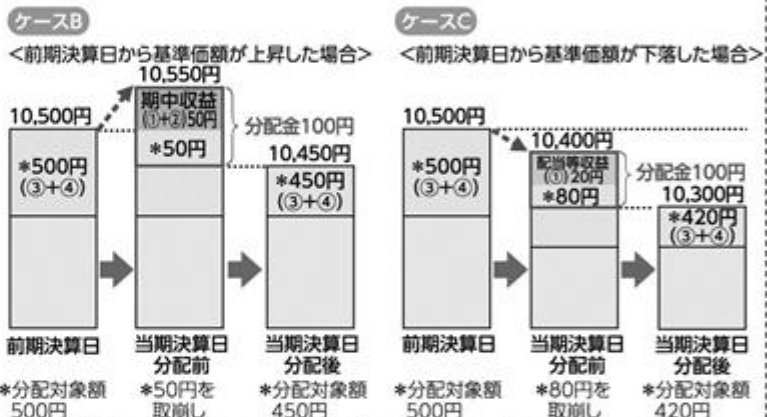 ケースB
<前期決算日から基準価額が上昇した場合>
10,550円
10,500円
期中収益
(①+②)50円
*50円
分配金100円
10,450円
*500円
(③+④)
*450円
(③+④)
前期決算日
当期決算日
分配前
当期決算日
分配後
*分配対象額
500円
*50円を
取崩し
*分配対象額
450円
ケースC
<前期決算日から基準価額が下落した場合>
10,500円
10,400円
配当等収益
(①)20円
*80円
分配金100円
10,300円
*500円
(③+④)
*420円
(③+④)
前期決算日
当期決算日
分配前
当期決算日
分配後
*分配対象額
500円
*80円を
取崩し
*分配対象額
420円